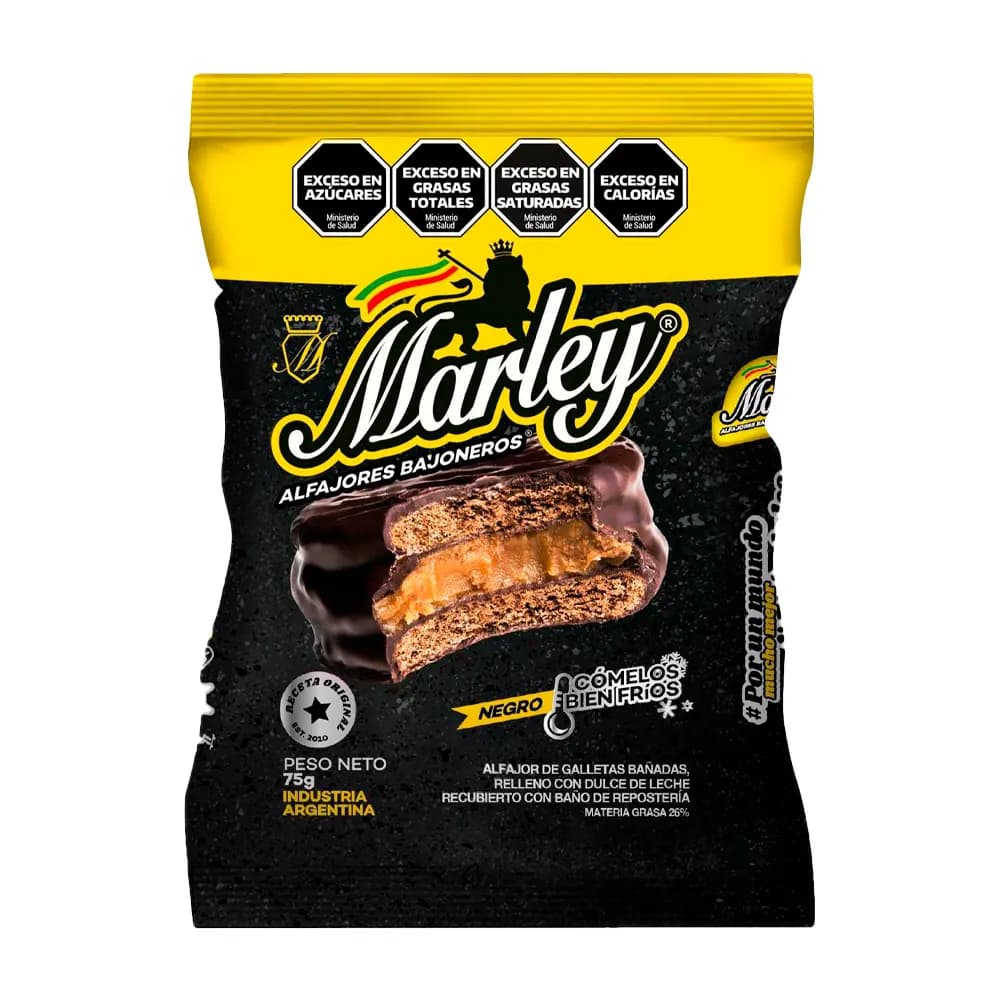 EXCESO EN
AZÚCARES
Ministerio
de Salud
EXCESO EN
GRASAS
TOTALES
Ministerio
de Salud
EXCESO EN
GRASAS
SATURADAS
Ministerio
de Salud
EXCESO EN
CALORÍAS
Ministerio
de Salud
M
Marley®
ALFAJORES BAJONEROS®
ALFAJORES BA
#Por un mundo
mucho mejor
RECETA ORIGINAL
EST. 2010
NEGRO
CÓMELOS
BIEN FRÍOS
PESO NETO
75g
INDUSTRIA
ARGENTINA
ALFAJOR DE GALLETAS BAÑADAS,
RELLENO CON DULCE DE LECHE
RECUBIERTO CON BAÑO DE REPOSTERÍA
MATERIA GRASA 26%